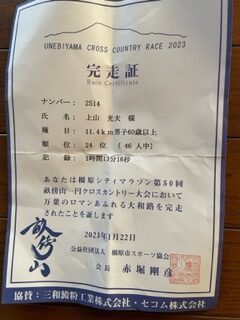 UNEBIYAMA CROSS COUNTRY RACE 2023
完走証
Race Certificate
ナンバー： 2514
氏　名： 上山 光夫 様
種　目： 11.4km男子60歳以上
順　位： 24 位 （ 46 人中）
記　録： 1時間13分16秒
あなたは橿原シティマラソン第50回
畝傍山一円クロスカントリー大会において
万葉のロマンあふれる大和路を完走
されたことを証します
2023年1月22日
公益社団法人 橿原市スポーツ協会
会長 赤堀剛彦
畝傍山
協賛：三和澱粉工業株式会社・セコム株式会社